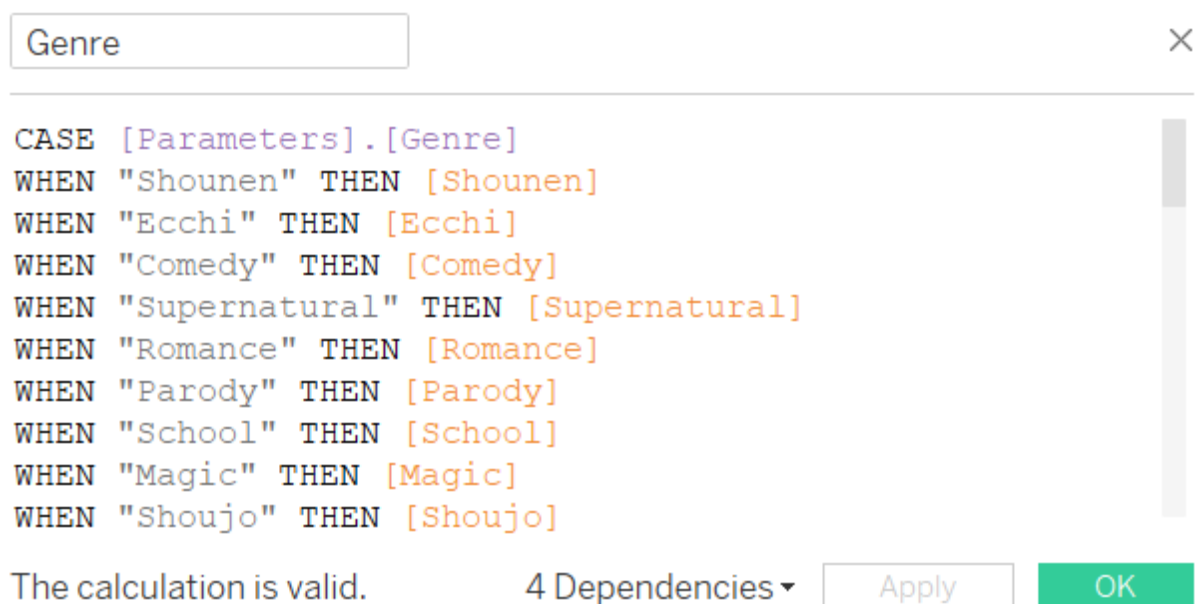 Genre
CASE [Parameters].[Genre]
WHEN "Shounen" THEN [Shounen]
WHEN "Ecchi" THEN [Ecchi]
WHEN "Comedy" THEN [Comedy]
WHEN "Supernatural" THEN [Supernatural]
WHEN "Romance" THEN [Romance]
WHEN "Parody" THEN [Parody]
WHEN "School" THEN [School]
WHEN "Magic" THEN [Magic]
WHEN "Shoujo" THEN [Shoujo]
The calculation is valid. 4 Dependencies Apply OK